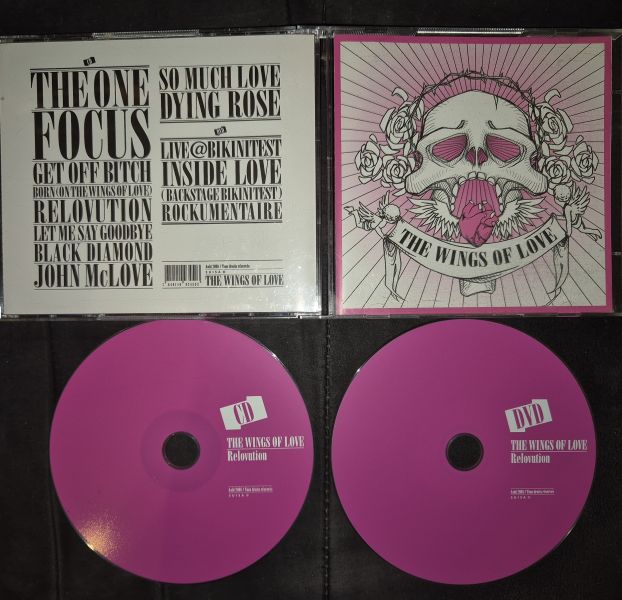 CD
THE ONE
FOCUS
GET OFF BITCH
BORN (ON THE WINGS OF LOVE)
RELOVUTION
LET ME SAY GOODBYE
BLACK DIAMOND
JOHN McLOVE
SO MUCH LOVE
DYING ROSE
LIVE@BIKINITEST
INSIDE LOVE
(BACKSTAGE BIKINITEST)
ROCKUMENTAIRE
THE WINGS OF LOVE
THE WINGS OF LOVE
CD
THE WINGS OF LOVE
Relovution
DVD
THE WINGS OF LOVE
Relovution